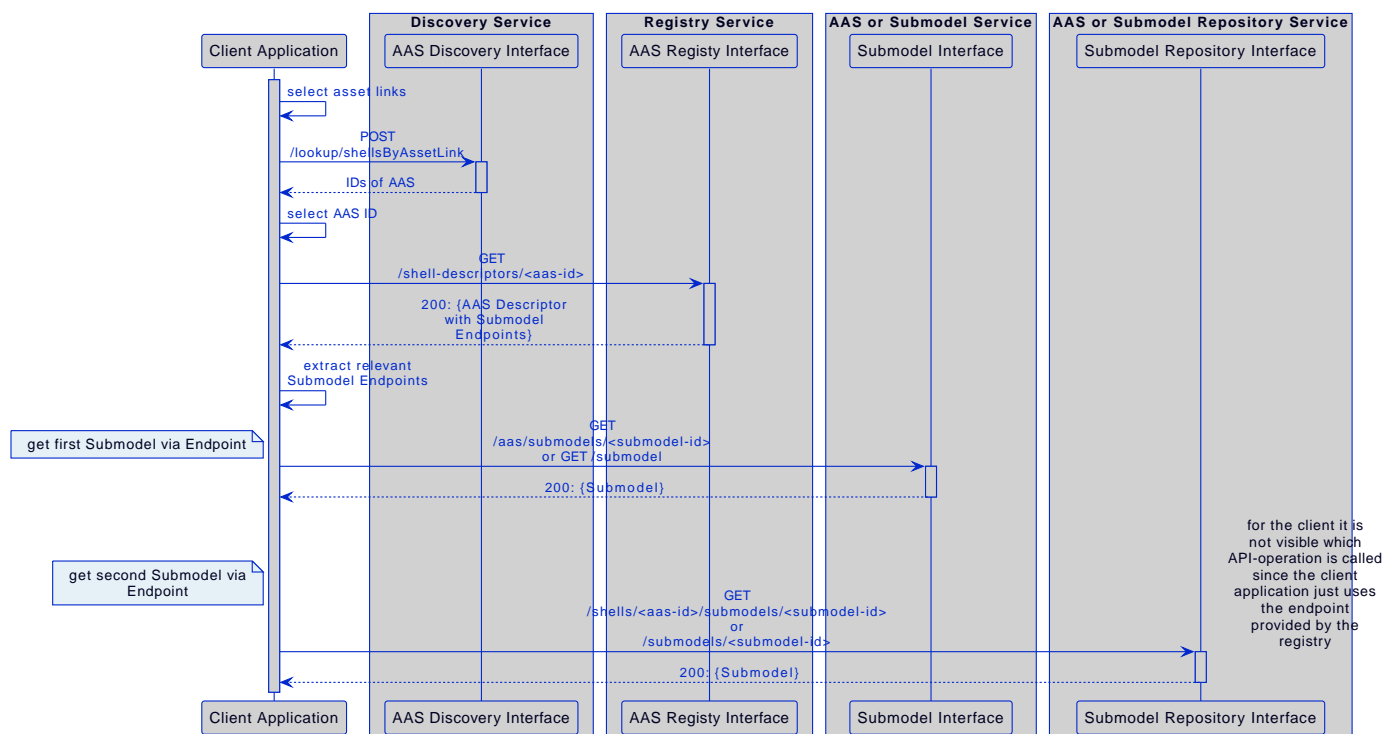 Discovery Service
Registry Service
AAS or Submodel Service
AAS or Submodel Repository Service
Client Application
AAS Discovery Interface
AAS Registy Interface
Submodel Interface
Submodel Repository Interface
select asset links
POST
/lookup/shellsByAssetLink
IDs of AAS
select AAS ID
GET
/shell-descriptors/<aas-id>
200: {AAS Descriptor
with Submodel
Endpoints}
extract relevant
Submodel Endpoints
get first Submodel via Endpoint
GET
/aas/submodels/<submodel-id>
or GET /submodel
200: {Submodel}
for the client it is
not visible which
API-operation is called
since the client
application just uses
the endpoint
provided by the
registry
get second Submodel via
Endpoint
GET
/shells/<aas-id>/submodels/<submodel-id>
or
/submodels/<submodel-id>
200: {Submodel}
Client Application
AAS Discovery Interface
AAS Registy Interface
Submodel Interface
Submodel Repository Interface